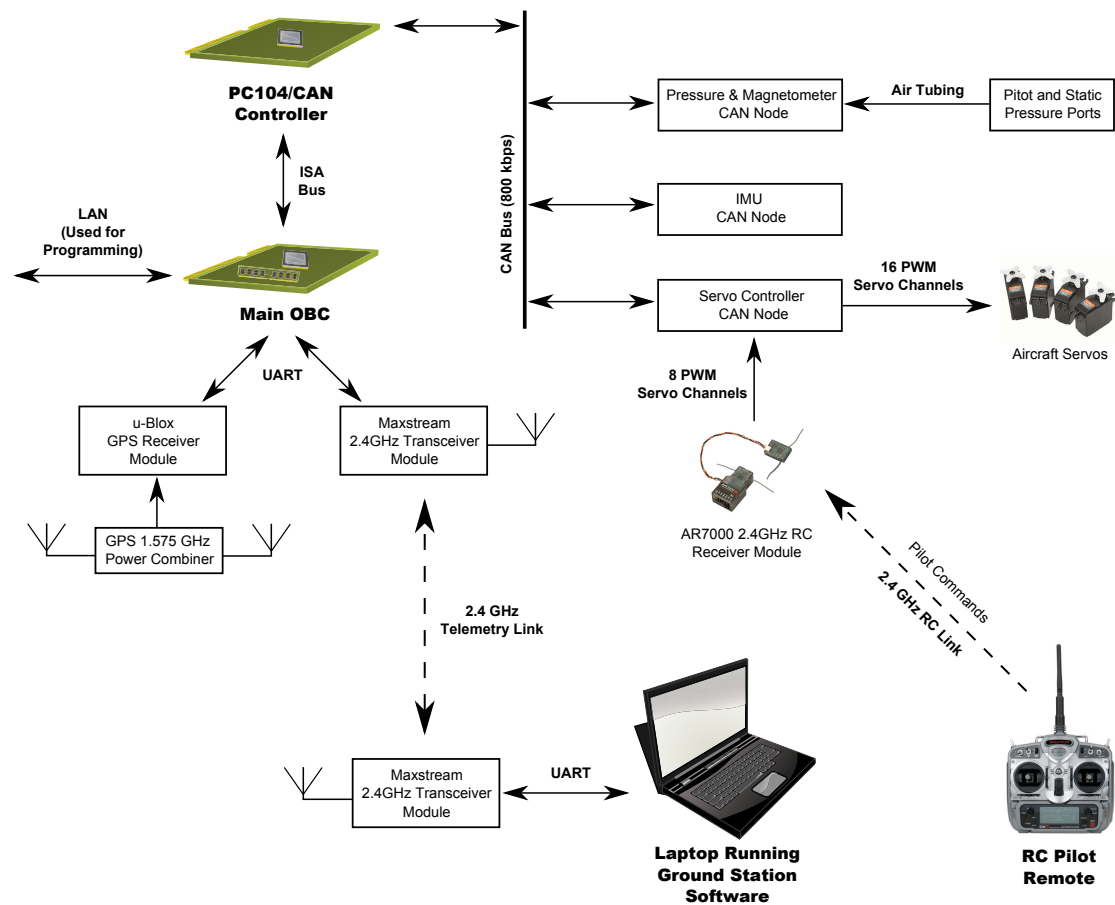 PC104/CAN
Controller
ISA
Bus
LAN
(Used for
Programming)
Main OBC
UART
u-Blox
GPS Receiver
Module
Maxstream
2.4GHz Transceiver
Module
GPS 1.575 GHz
Power Combiner
2.4 GHz
Telemetry Link
Maxstream
2.4GHz Transceiver
Module
UART
Laptop Running
Ground Station
Software
CAN Bus (800 kbps)
Pressure & Magnetometer
CAN Node
Air Tubing
Pitot and Static
Pressure Ports
IMU
CAN Node
Servo Controller
CAN Node
16 PWM
Servo Channels
Aircraft Servos
8 PWM
Servo Channels
AR7000 2.4GHz RC
Receiver Module
Pilot Commands
2.4 GHz RC Link
RC Pilot
Remote